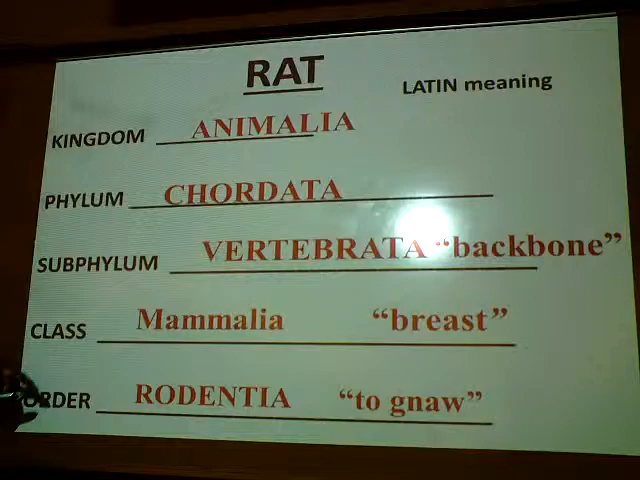 RAT
LATIN meaning
KINGDOM ANIMALIA
PHYLUM CHORDATA
SUBPHYLUM VERTEBRATA "backbone"
CLASS Mammalia "breast"
ORDER RODENTIA "to gnaw"